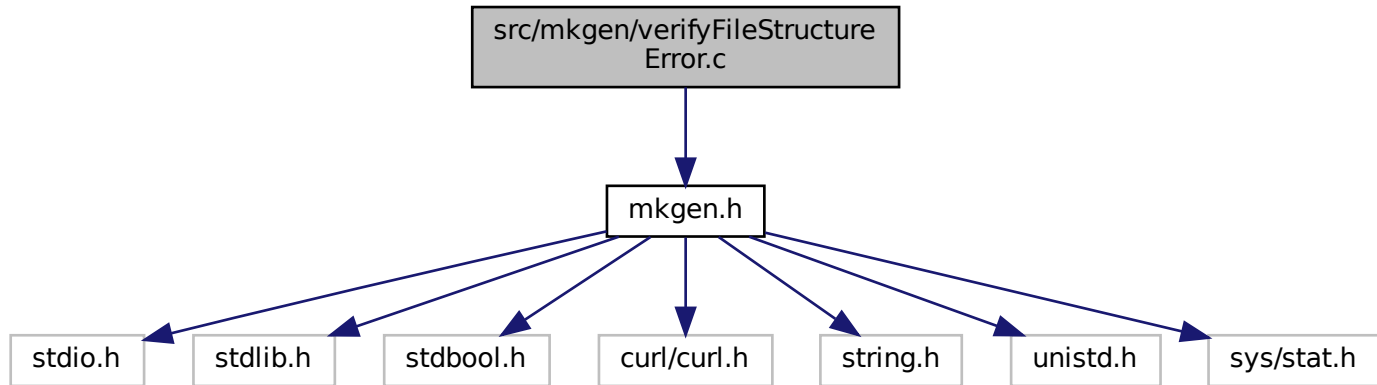 src/mkgen/verifyFileStructure
Error.c
mkgen.h
stdio.h
stdlib.h
stdbool.h
curl/curl.h
string.h
unistd.h
sys/stat.h